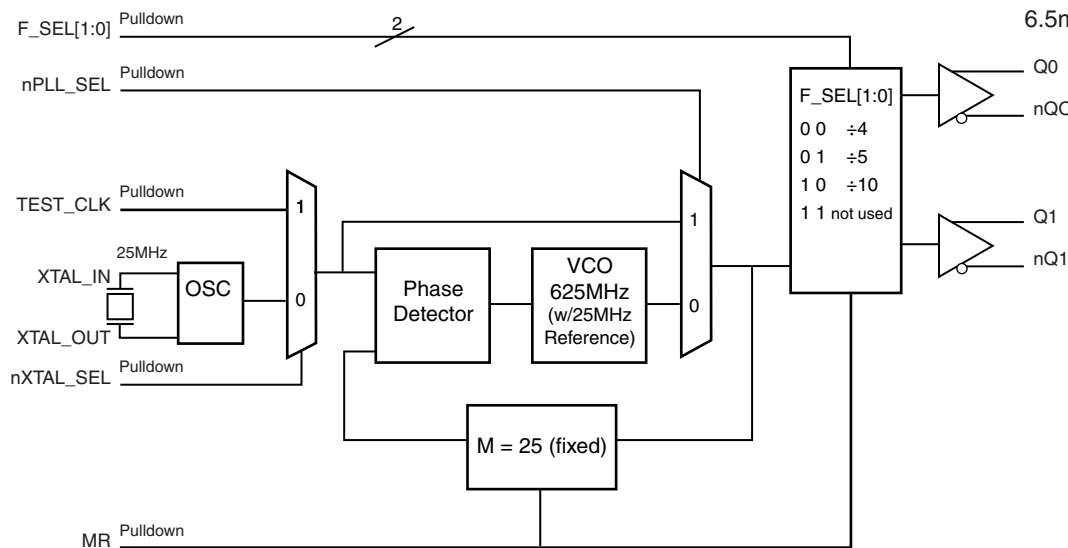 F_SEL[1:0] Pulldown
2
6.5m
nPLL_SEL Pulldown
TEST_CLK Pulldown
25MHz
XTAL_IN
OSC
XTAL_OUT
nXTAL_SEL Pulldown
1
0
Phase
Detector
VCO
625MHz
(w/25MHz
Reference)
1
0
M = 25 (fixed)
MR Pulldown
F_SEL[1:0]
0 0 ÷4
0 1 ÷5
1 0 ÷10
1 1 not used
Q0
nQ0
Q1
nQ1